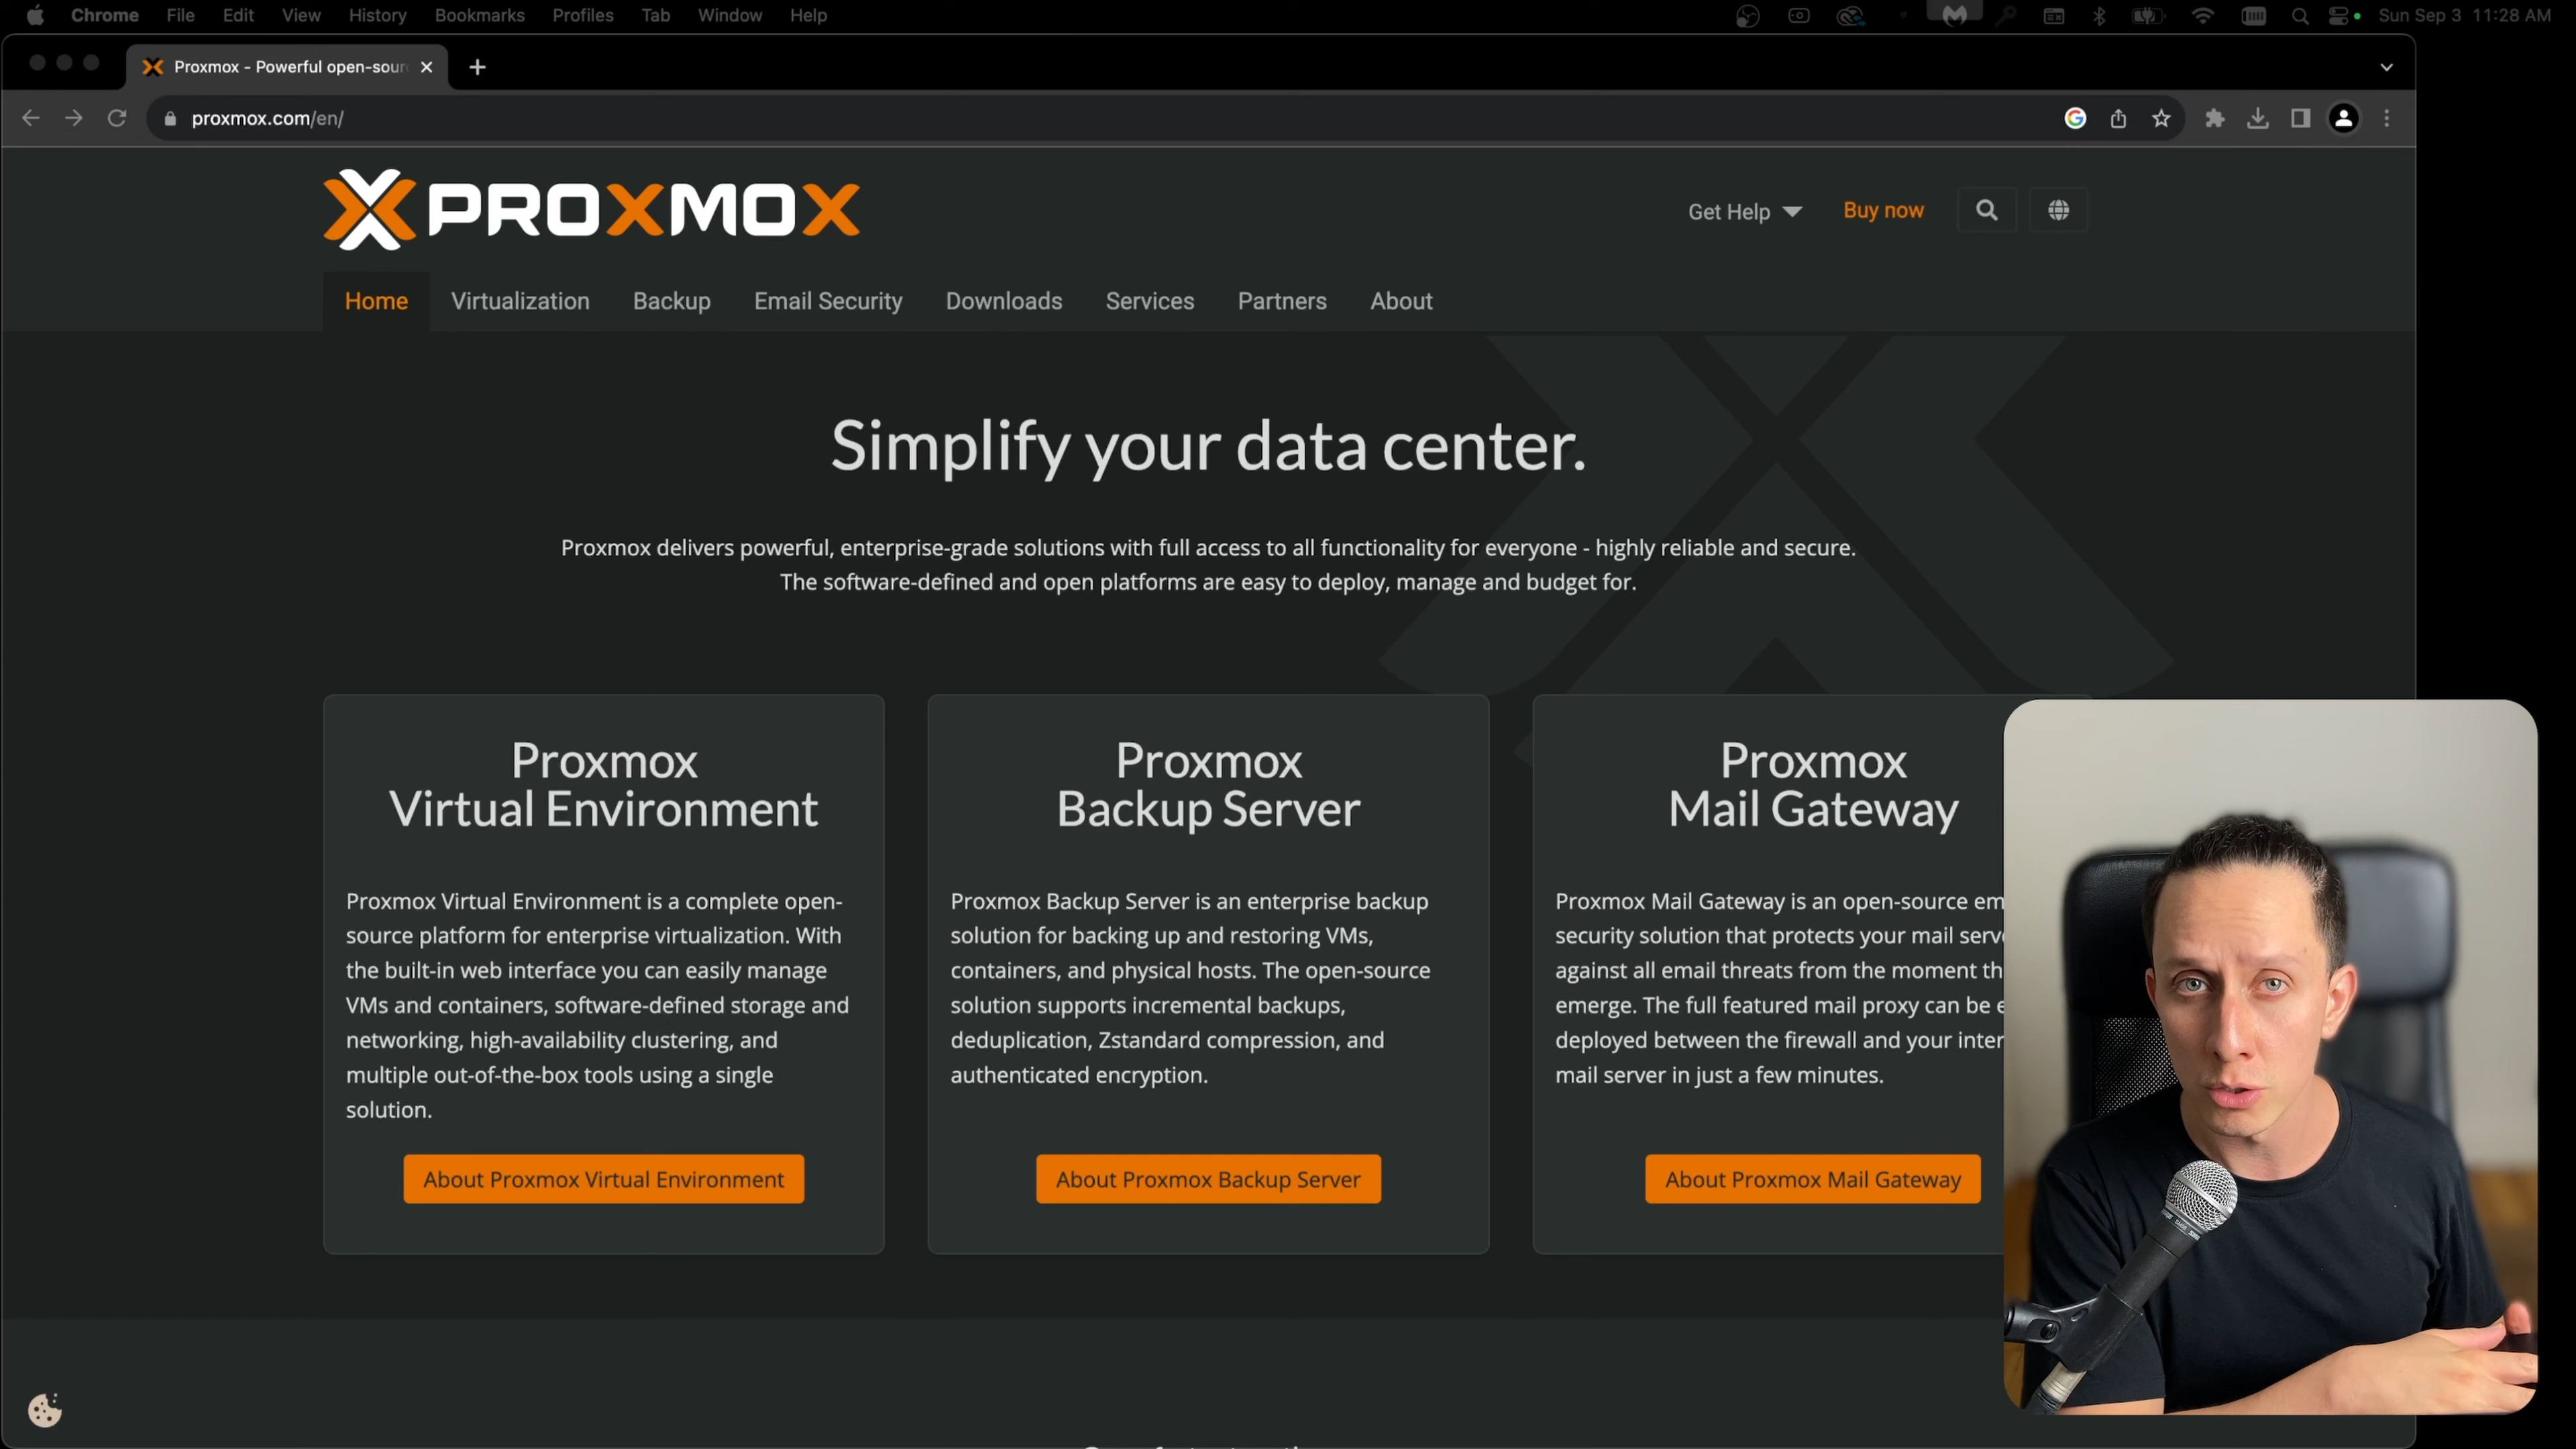 Chrome File Edit View History Bookmarks Profiles Tab Window Help Sun Sep 3 11:28 AM
Proxmox - Powerful open-sour
proxmox.com/en/
PROXMOX
Get Help Buy now
Home Virtualization Backup Email Security Downloads Services Partners About
Simplify your data center.
Proxmox delivers powerful, enterprise-grade solutions with full access to all functionality for everyone - highly reliable and secure.
The software-defined and open platforms are easy to deploy, manage and budget for.
Proxmox
Virtual Environment
Proxmox Virtual Environment is a complete open-
source platform for enterprise virtualization. With
the built-in web interface you can easily manage
VMs and containers, software-defined storage and
networking, high-availability clustering, and
multiple out-of-the-box tools using a single
solution.
About Proxmox Virtual Environment
Proxmox
Backup Server
Proxmox Backup Server is an enterprise backup
solution for backing up and restoring VMs,
containers, and physical hosts. The open-source
solution supports incremental backups,
deduplication, Zstandard compression, and
authenticated encryption.
About Proxmox Backup Server
Proxmox
Mail Gateway
Proxmox Mail Gateway is an open-source em
security solution that protects your mail serv
against all email threats from the moment th
emerge. The full featured mail proxy can be e
deployed between the firewall and your inter
mail server in just a few minutes.
About Proxmox Mail Gateway